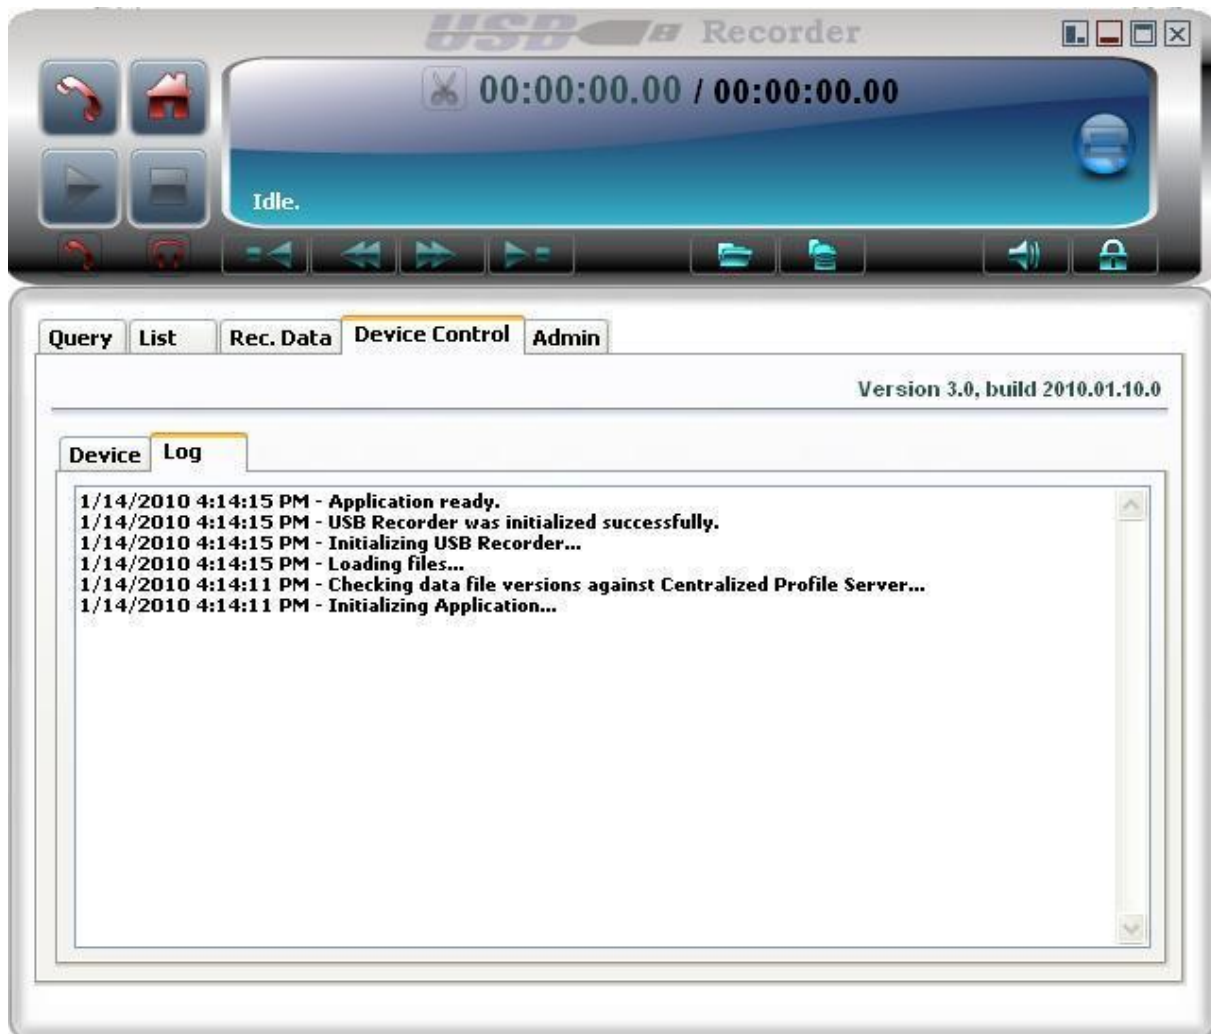 USB Recorder
00:00:00.00 / 00:00:00.00
Idle.
Query List Rec. Data Device Control Admin
Version 3.0, build 2010.01.10.0
Device Log
1/14/2010 4:14:15 PM - Application ready.
1/14/2010 4:14:15 PM - USB Recorder was initialized successfully.
1/14/2010 4:14:15 PM - Initializing USB Recorder...
1/14/2010 4:14:15 PM - Loading files...
1/14/2010 4:14:11 PM - Checking data file versions against Centralized Profile Server...
1/14/2010 4:14:11 PM - Initializing Application...